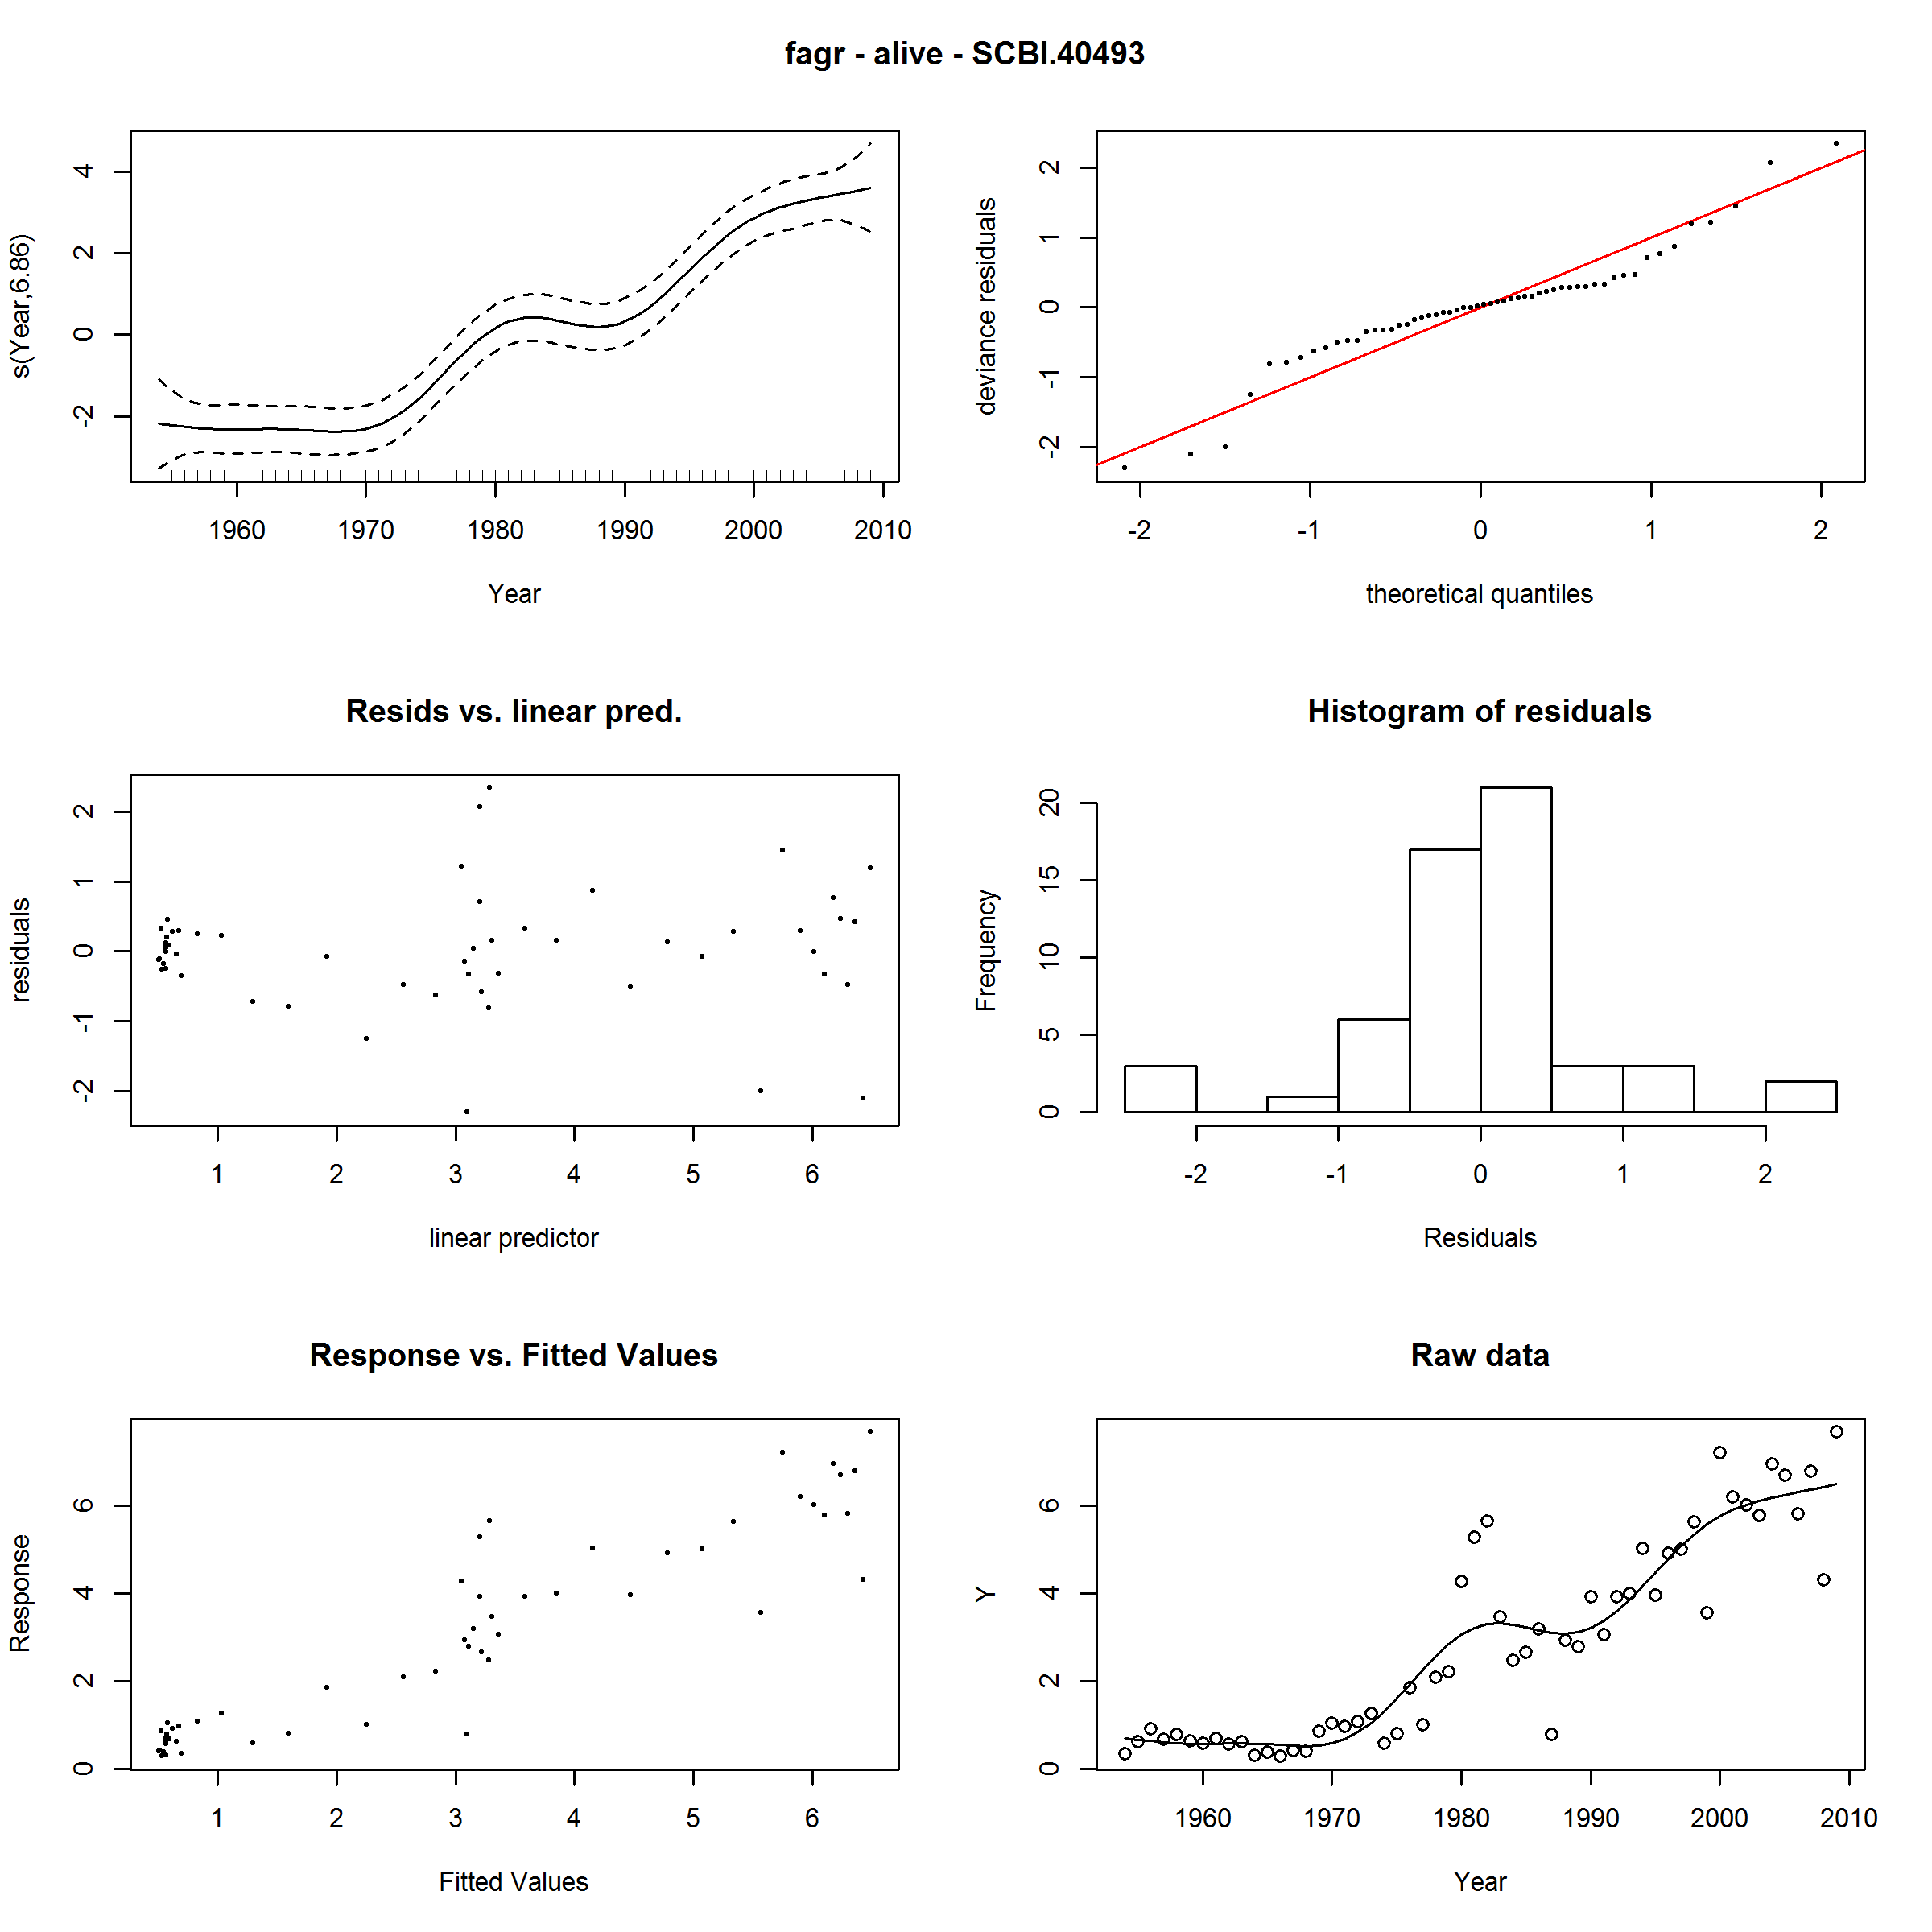 fagr - alive - SCBI.40493
s(Year,6.86)
4
2
0
-2
1960 1970 1980 1990 2000 2010
Year
deviance residuals
2
1
0
-1
-2
-2 -1 0 1 2
theoretical quantiles
Resids vs. linear pred.
residuals
2
1
0
-1
-2
1 2 3 4 5 6
linear predictor
Histogram of residuals
Frequency
20
15
10
5
0
-2 -1 0 1 2
Residuals
Response vs. Fitted Values
Response
6
4
2
0
1 2 3 4 5 6
Fitted Values
Raw data
Y
6
4
2
0
1960 1970 1980 1990 2000 2010
Year